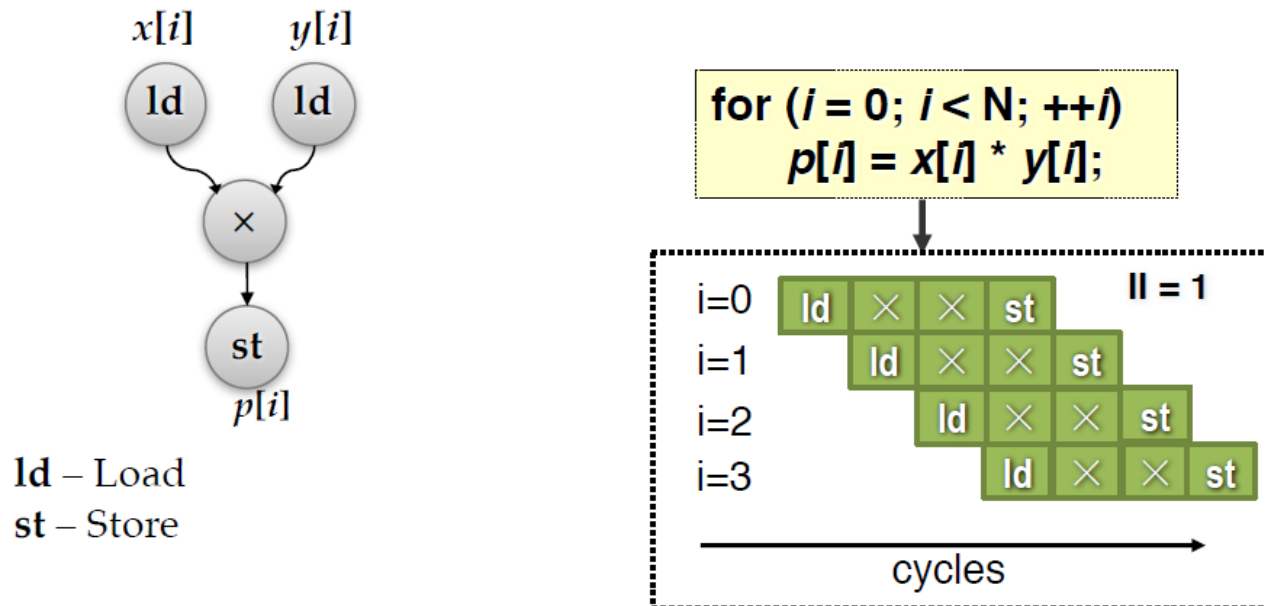 x[i] y[i]
ld ld
×
st
p[i]
ld – Load
st – Store
for (i = 0; i < N; ++i)
p[i] = x[i] * y[i];
II = 1
i=0 ld × × st
i=1 ld × × st
i=2 ld × × st
i=3 ld × × st
cycles